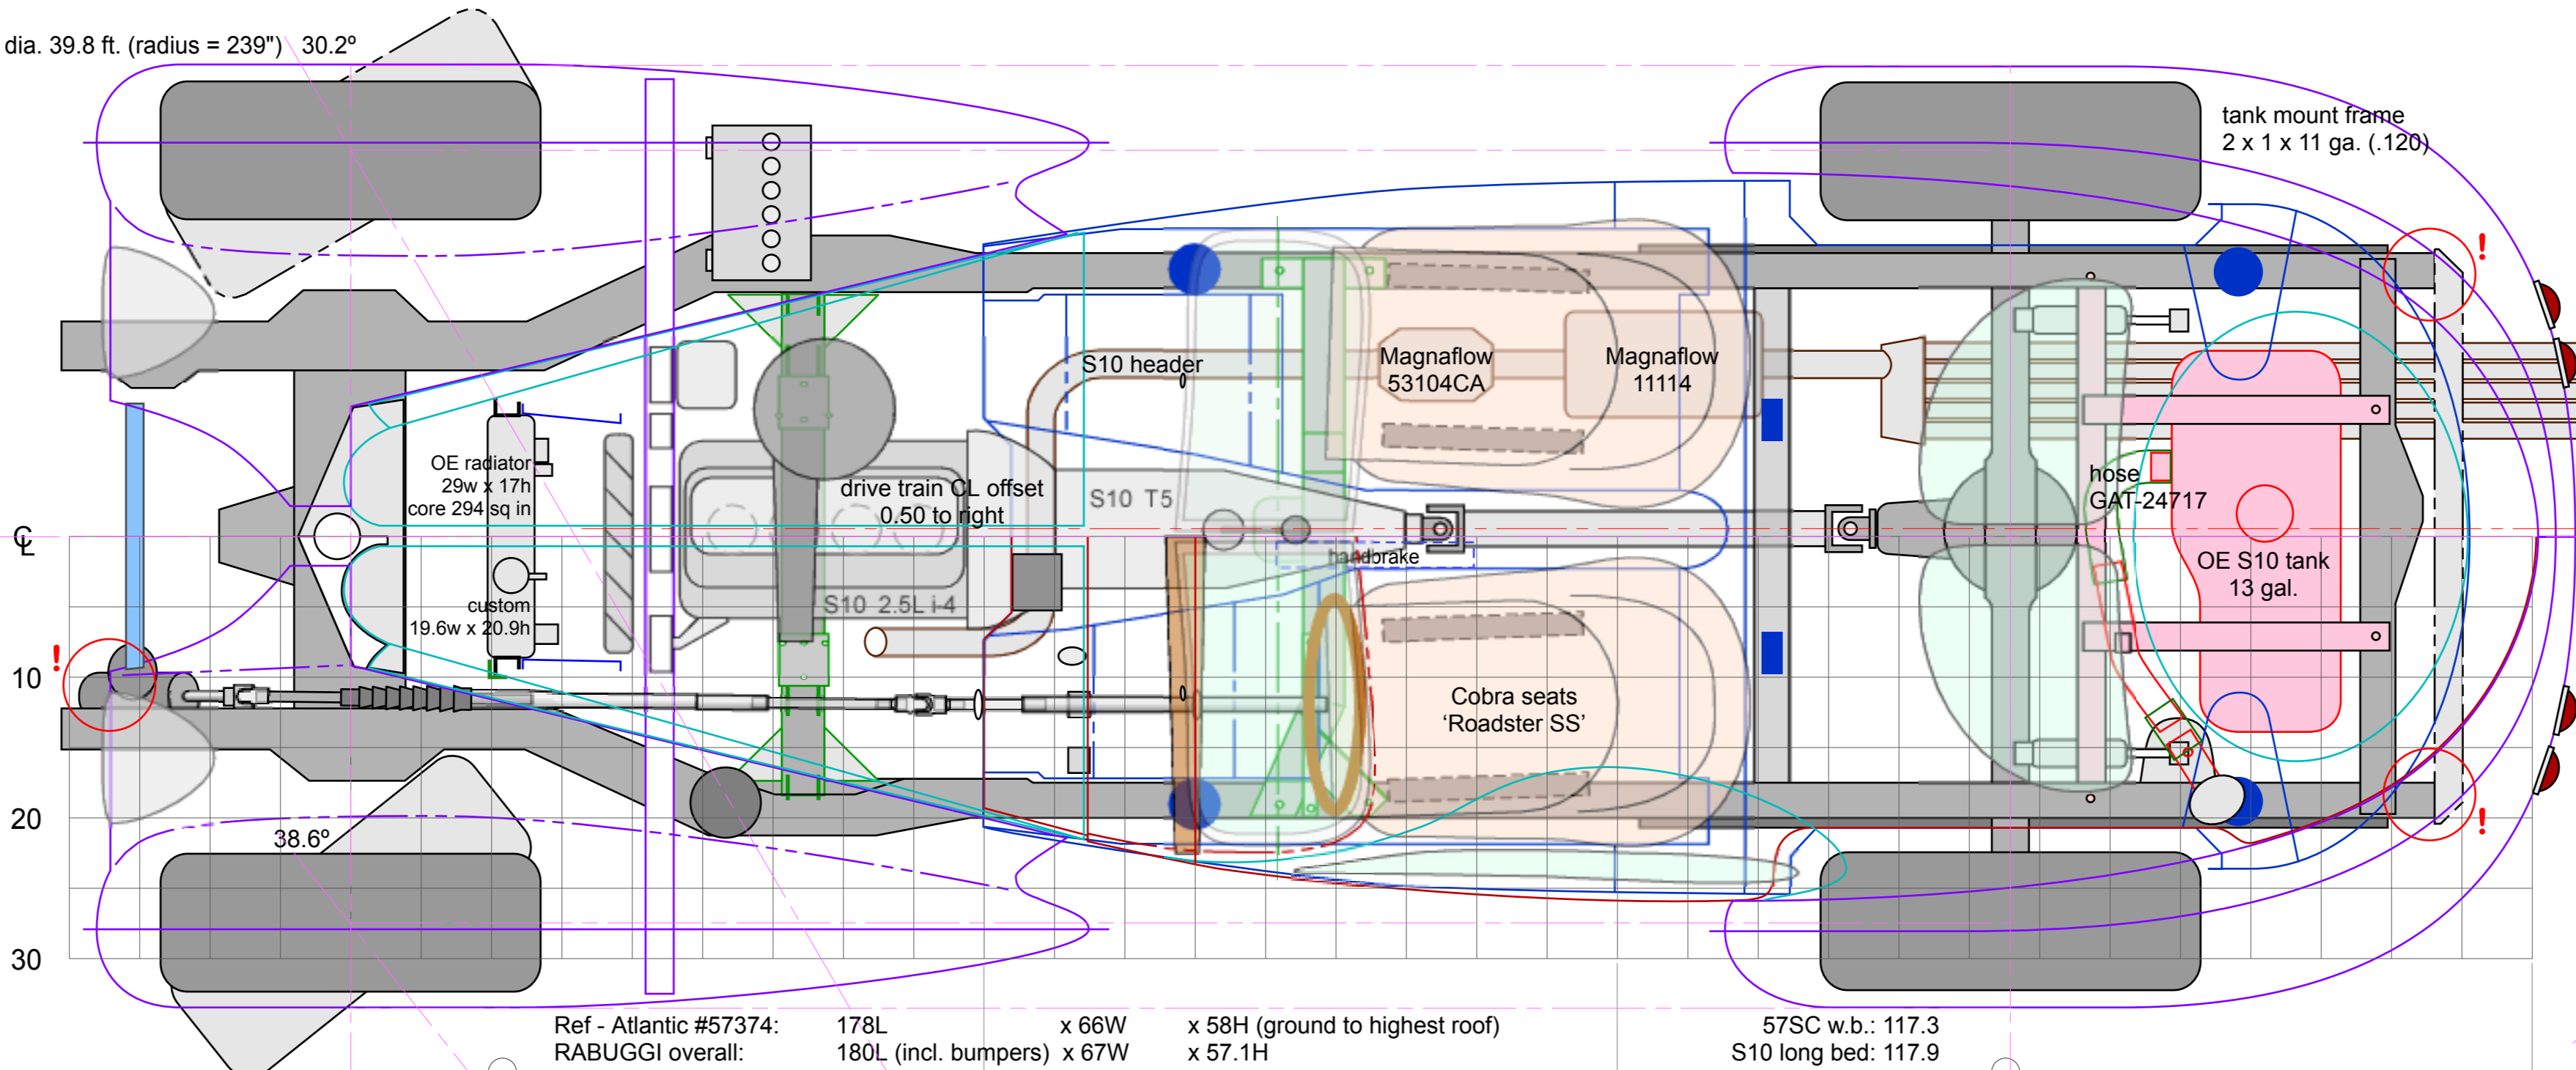 dia. 39.8 ft. (radius = 239") 30.2º
tank mount frame
2 x 1 x 11 ga. (.120)
!
S10 header
Magnaflow
53104CA
Magnaflow
11114
OE radiator
29w x 17h
core 294 sq in
drive train CL offset
0.50 to right
S10 T5
hose
GAT-24717
CL
handbrake
OE S10 tank
13 gal.
S10 2.5L i-4
custom
19.6w x 20.9h
!
10
Cobra seats
‘Roadster SS’
20
38.6º
!
30
Ref - Atlantic #57374: 178L x 66W x 58H (ground to highest roof)
RABUGGI overall: 180L (incl. bumpers) x 67W x 57.1H
57SC w.b.: 117.3
S10 long bed: 117.9